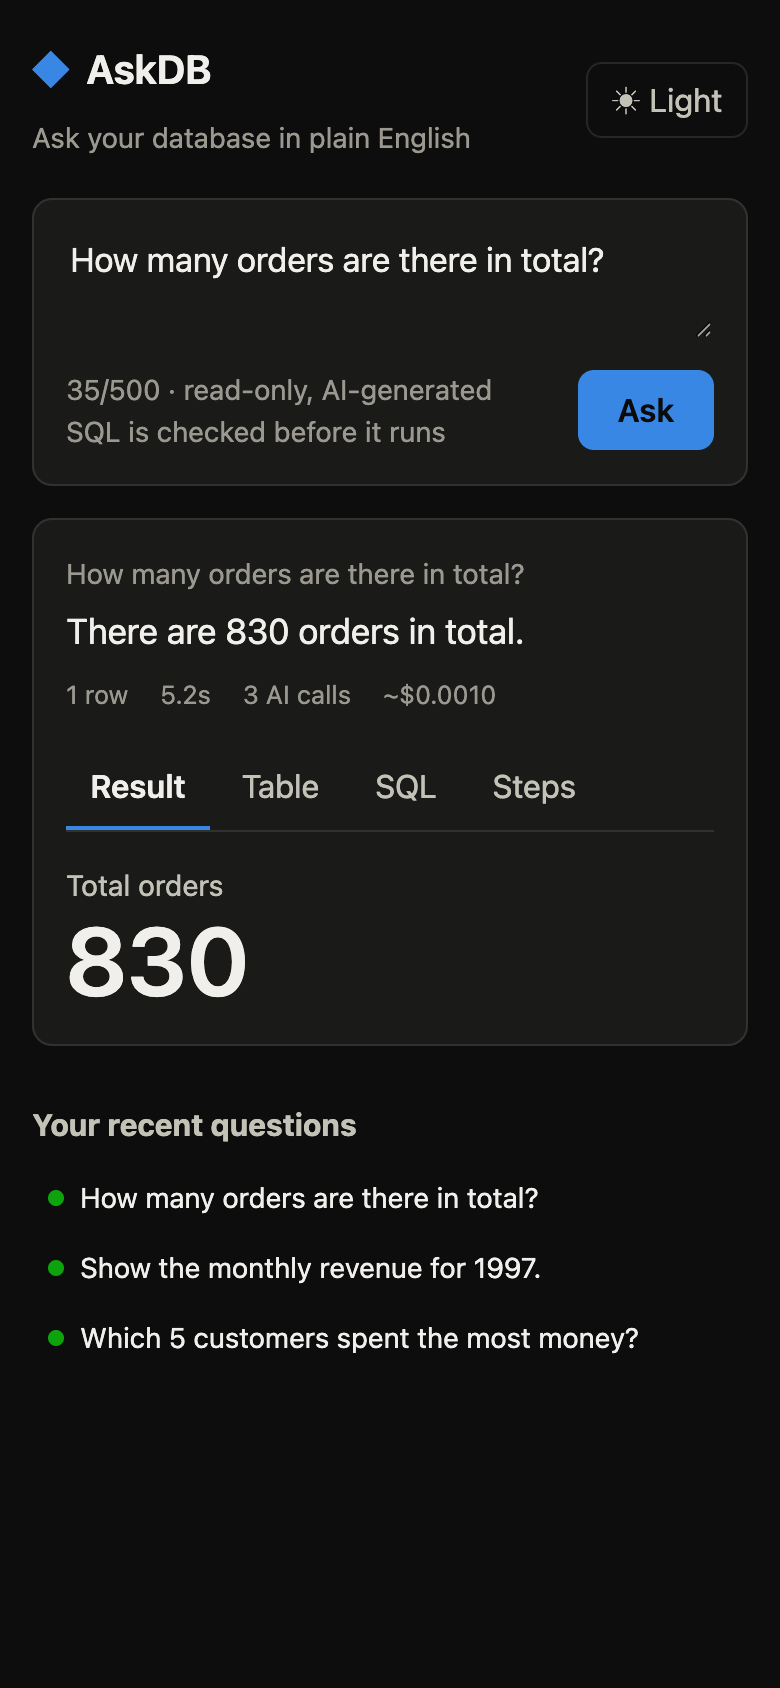 AskDB
Ask your database in plain English
☀ Light
How many orders are there in total?
35/500 · read-only, AI-generated
SQL is checked before it runs
Ask
How many orders are there in total?
There are 830 orders in total.
1 row 5.2s 3 AI calls ~$0.0010
Result Table SQL Steps
Total orders
830
Your recent questions
How many orders are there in total?
Show the monthly revenue for 1997.
Which 5 customers spent the most money?